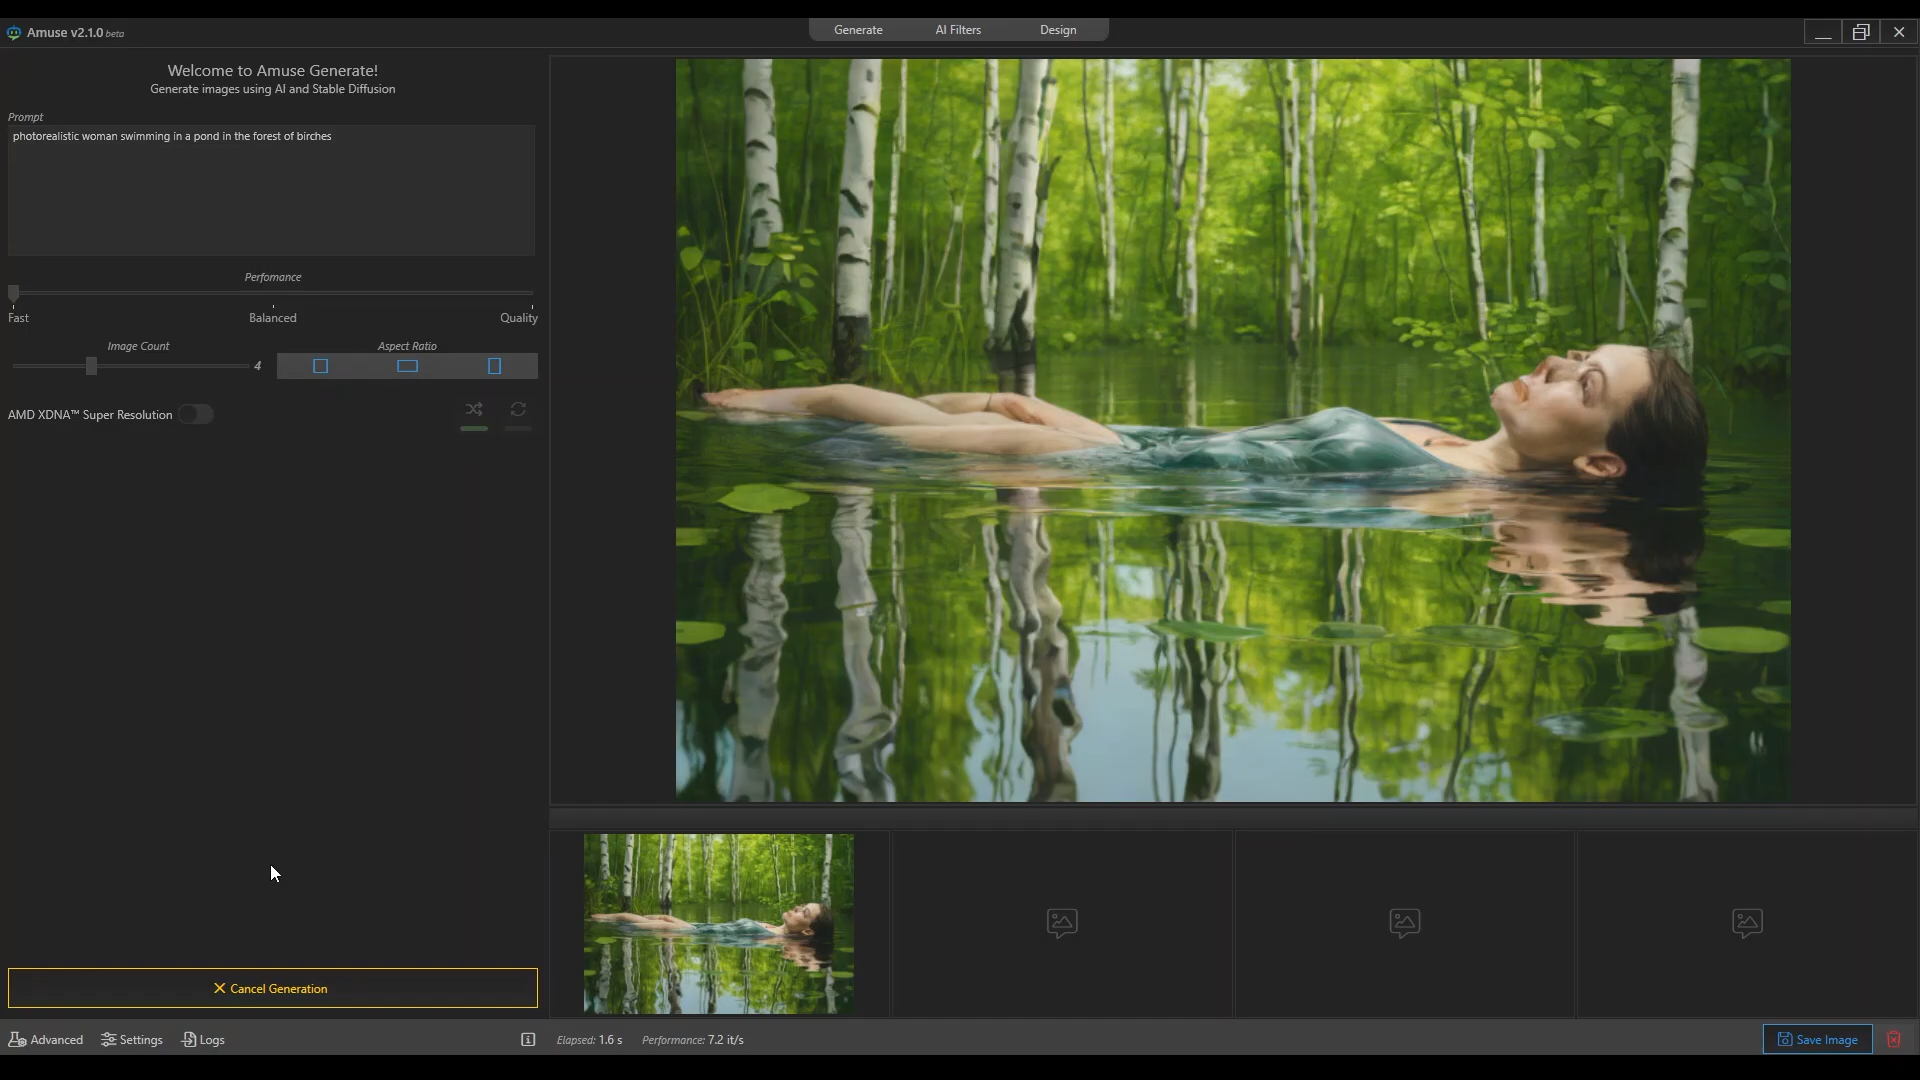 Amuse v2.1.0 beta
Generate AI Filters Design
Welcome to Amuse Generate!
Generate images using AI and Stable Diffusion
Prompt
photorealistic woman swimming in a pond in the forest of birches
Perfomance
Fast Balanced Quality
Image Count Aspect Ratio
4
AMD XDNA™ Super Resolution
Cancel Generation
Advanced Settings Logs Elapsed: 1.6 s Performance: 7.2 it/s Save Image